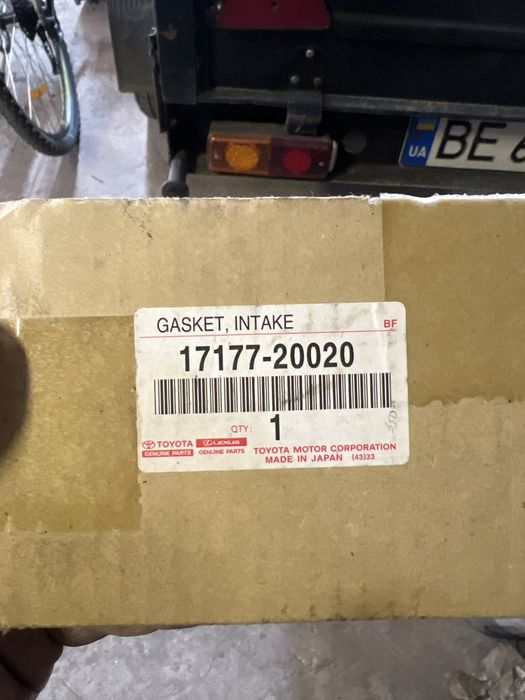 UA
BE 6
GASKET, INTAKE
BF
17177-20020
QTY: 1
TOYOTA
GENUINE PARTS
LEXUS
GENUINE PARTS
TOYOTA MOTOR CORPORATION
MADE IN JAPAN (43)33